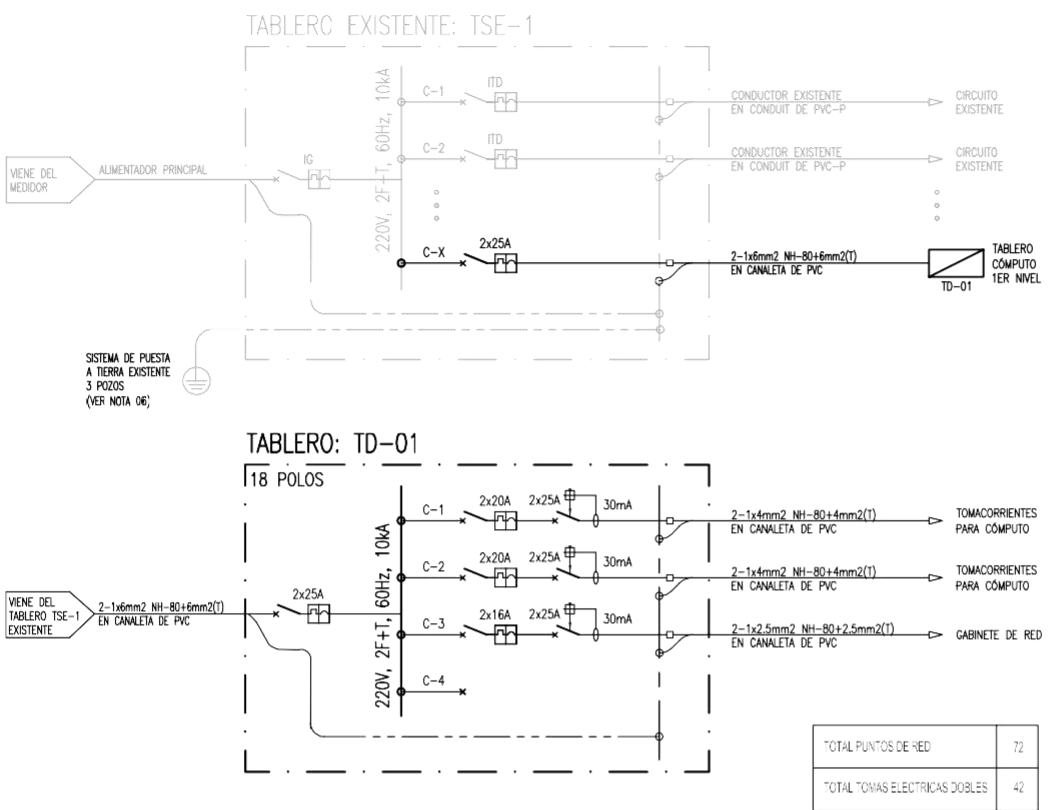 TABLERO EXISTENTE: TSE-1
220V, 2F+T, 60Hz, 10kA
C-1
ITD
CONDUCTOR EXISTENTE
EN CONDUIT DE PVC-P
CIRCUITO
EXISTENTE
C-2
ITD
CONDUCTOR EXISTENTE
EN CONDUIT DE PVC-P
CIRCUITO
EXISTENTE
VIENE DEL
MEDIDOR
ALIMENTADOR PRINCIPAL
IG
C-X
2x25A
2-1x6mm2 NH-80+6mm2(T)
EN CANALETA DE PVC
TD-01
TABLERO
CÓMPUTO
1ER NIVEL
SISTEMA DE PUESTA
A TIERRA EXISTENTE
3 POZOS
(VER NOTA 06)
TABLERO: TD-01
18 POLOS
220V, 2F+T, 60Hz, 10kA
C-1
2x20A
2x25A
30mA
2-1x4mm2 NH-80+4mm2(T)
EN CANALETA DE PVC
TOMACORRIENTES
PARA CÓMPUTO
C-2
2x20A
2x25A
30mA
2-1x4mm2 NH-80+4mm2(T)
EN CANALETA DE PVC
TOMACORRIENTES
PARA CÓMPUTO
VIENE DEL
TABLERO TSE-1
EXISTENTE
2-1x6mm2 NH-80+6mm2(T)
EN CANALETA DE PVC
2x25A
C-3
2x16A
2x25A
30mA
2-1x2.5mm2 NH-80+2.5mm2(T)
EN CANALETA DE PVC
GABINETE DE RED
C-4
TOTAL PUNTOS DE RED 72
TOTAL TOMAS ELECTRICAS DOBLES 42